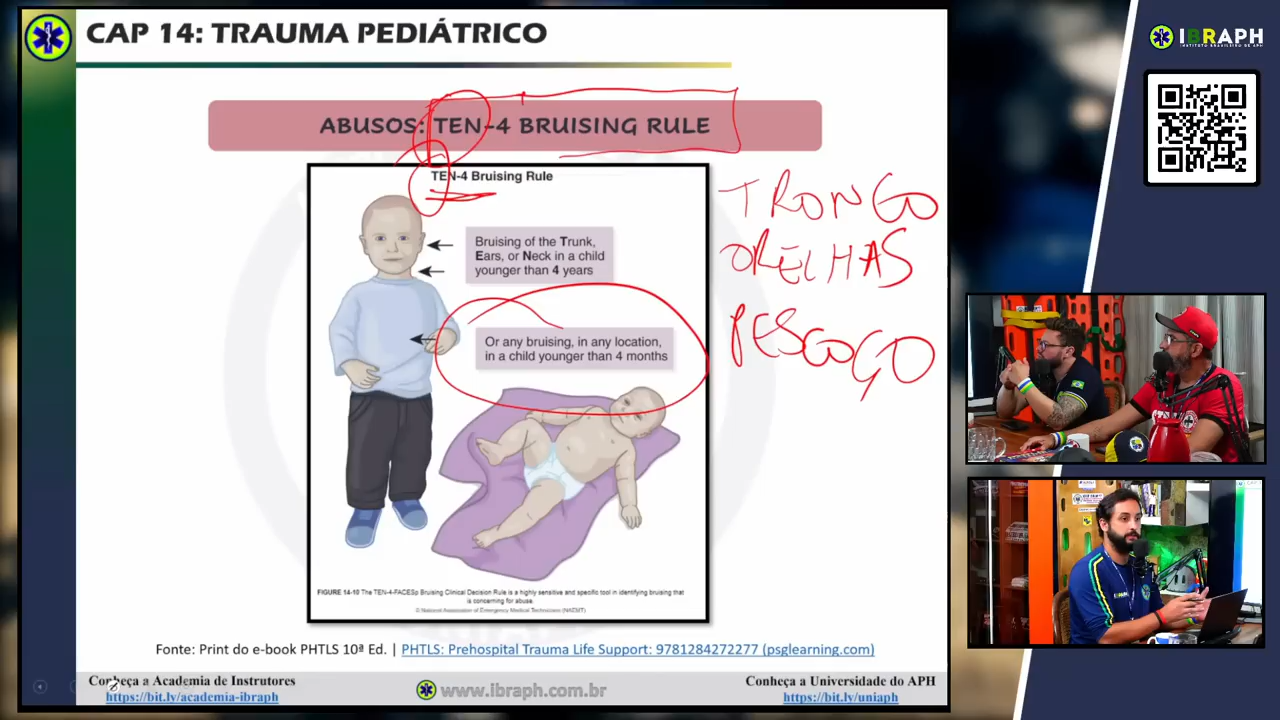 CAP 14: TRAUMA PEDIÁTRICO
IBRAPH
INSTITUTO BRASILEIRO DE APH
ABUSOS: TEN-4 BRUISING RULE
TEN-4 Bruising Rule
Bruising of the Trunk,
Ears, or Neck in a child
younger than 4 years
Or any bruising, in any location,
in a child younger than 4 months
TRONCO
ORELHAS
PESCOÇO
FIGURE 14-10 The TEN-4-FACESp Bruising Clinical Decision Rule is a highly sensitive and specific tool in identifying bruising that
is concerning for abuse.
© National Association of Emergency Medical Technicians (NAEMT)
Fonte: Print do e-book PHTLS 10ª Ed. | PHTLS: Prehospital Trauma Life Support: 9781284272277 (psglearning.com)
Conheça a Academia de Instrutores
https://bit.ly/academia-ibraph
www.ibraph.com.br
Conheça a Universidade do APH
https://bit.ly/uniaph